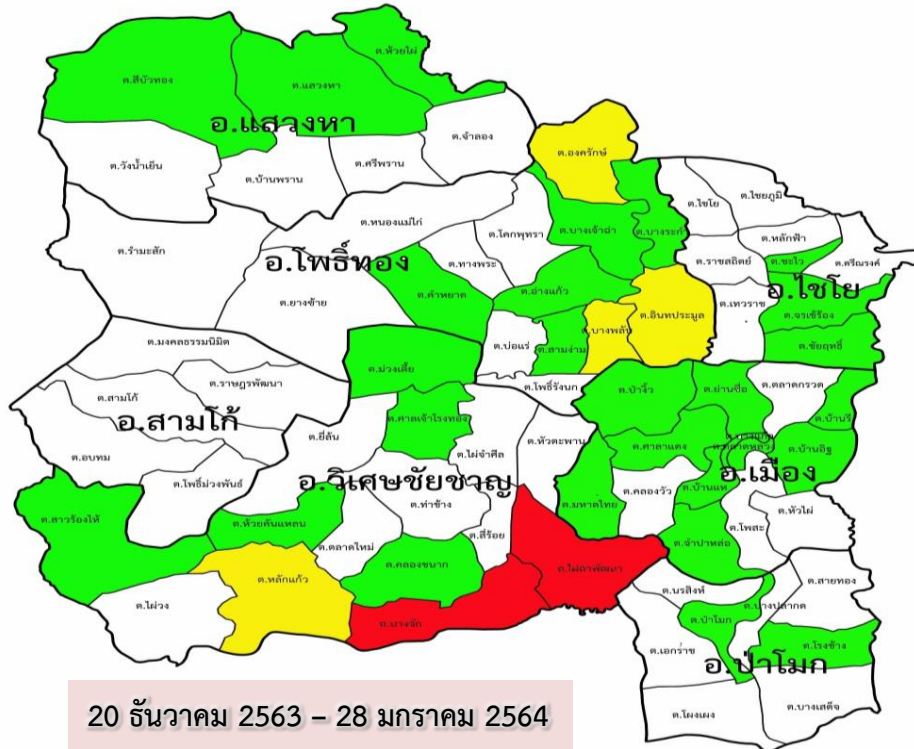 ต.ห้วยไผ่
ต.สีบัวทอง
ต.แสวงหา
อ.แสวงหา
ต.จำลอง
ต.ศรีพราน
ต.วังน้ำเย็น
ต.บ้านพราน
ต.องครักษ์
ต.หนองแม่ไก่
ต.ไชยภูมิ
ต.ไชโย
ต.รำมะสัก
ต.โคกพุทรา
ต.บางเจ้าฉ่า
ต.บางระกำ
ต.หลักฟ้า
ต.ราชสถิตย์
ต.ชะไว
ต.ตรีณรงค์
อ.โพธิ์ทอง
ต.ทางพระ
อ.ไชโย
ต.ยางซ้าย
ต.คำหยาด
ต.อ่างแก้ว
ต.เทวราช
ต.จรเข้ร้อง
ต.อินทประมูล
ต.บางพลับ
ต.บ่อแร่
ต.สามง่าม
ต.ชัยฤทธิ์
ต.มงคลธรรมนิมิต
ต.ม่วงเตี้ย
ต.โพธิ์รังนก
ต.ราษฎรพัฒนา
ต.ป่างิ้ว
ต.ย่านซื่อ
ต.ตลาดกรวด
ต.สามโก้
อ.สามโก้
ต.ศาลเจ้าโรงทอง
ต.บ้านรี
ต.ยี่ล้น
ต.หัวตะพาน
ต.ศาลาแดง
ต.บางแก้ว
ต.ตลาดหลวง
ต.บ้านอิฐ
ต.อบทม
ต.ไผ่จำศีล
อ.เมือง
ต.โพธิ์ม่วงพันธ์
อ.วิเศษชัยชาญ
ต.คลองวัว
ต.บ้านแห
ต.มหาดไทย
ต.ท่าช้าง
ต.หัวไผ่
ต.สาวร้องไห้
ต.ห้วยคันแหลน
ต.สี่ร้อย
ต.โพสะ
ต.ตลาดใหม่
ต.จำปาหล่อ
ต.คลองขนาก
ต.หลักแก้ว
ต.ไผ่ดำพัฒนา
ต.นรสิงห์
ต.สายทอง
ต.บางปลากด
ต.ไผ่วง
ต.ป่าโมก
ต.บางจัก
ต.เอกราช
ต.โรงช้าง
อ.ป่าโมก
ต.โผงเผง
ต.บางเสด็จ
20 ธันวาคม 2563 – 28 มกราคม 2564